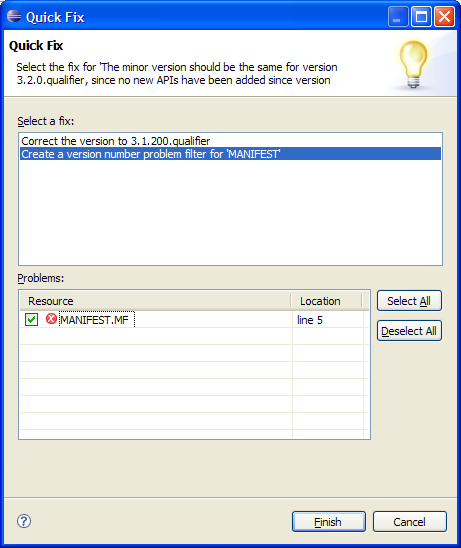 Quick Fix
Quick Fix
Select the fix for 'The minor version should be the same for version
3.2.0.qualifier, since no new APIs have been added since version
Select a fix:
Correct the version to 3.1.200.qualifier
Create a version number problem filter for 'MANIFEST'
Problems:
Resource Location
MANIFEST.MF line 5
Select All
Deselect All
Finish Cancel